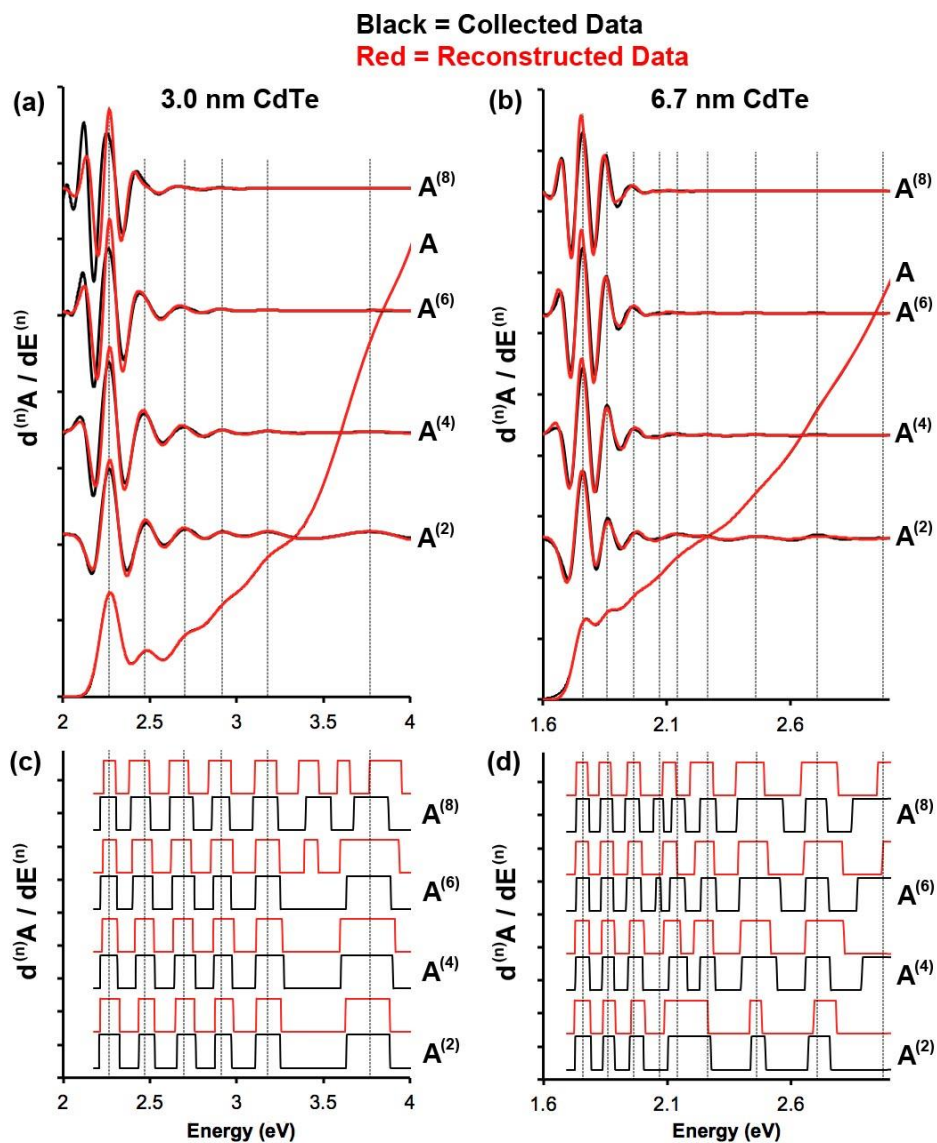 Black = Collected Data
Red = Reconstructed Data
(a) 3.0 nm CdTe
(b) 6.7 nm CdTe
d⁽ⁿ⁾A / dE⁽ⁿ⁾
A⁽⁸⁾
A
A⁽⁶⁾
A⁽⁴⁾
A⁽²⁾
2 2.5 3 3.5 4
d⁽ⁿ⁾A / dE⁽ⁿ⁾
A⁽⁸⁾
A
A⁽⁶⁾
A⁽⁴⁾
A⁽²⁾
1.6 2.1 2.6
(c)
d⁽ⁿ⁾A / dE⁽ⁿ⁾
A⁽⁸⁾
A⁽⁶⁾
A⁽⁴⁾
A⁽²⁾
2 2.5 3 3.5 4
Energy (eV)
(d)
d⁽ⁿ⁾A / dE⁽ⁿ⁾
A⁽⁸⁾
A⁽⁶⁾
A⁽⁴⁾
A⁽²⁾
1.6 2.1 2.6
Energy (eV)